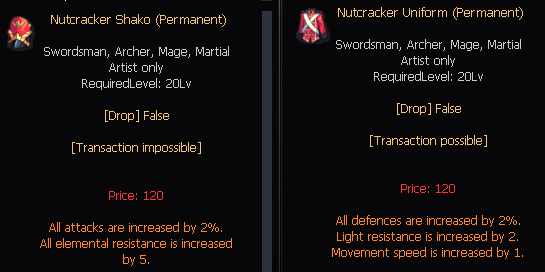 Nutcracker Shako (Permanent)
Swordsman, Archer, Mage, Martial
Artist only
RequiredLevel: 20Lv
[Drop] False
[Transaction impossible]
Price: 120
All attacks are increased by 2%.
All elemental resistance is increased
by 5.
Nutcracker Uniform (Permanent)
Swordsman, Archer, Mage, Martial
Artist only
RequiredLevel: 20Lv
[Drop] False
[Transaction possible]
Price: 120
All defences are increased by 2%.
Light resistance is increased by 2.
Movement speed is increased by 1.